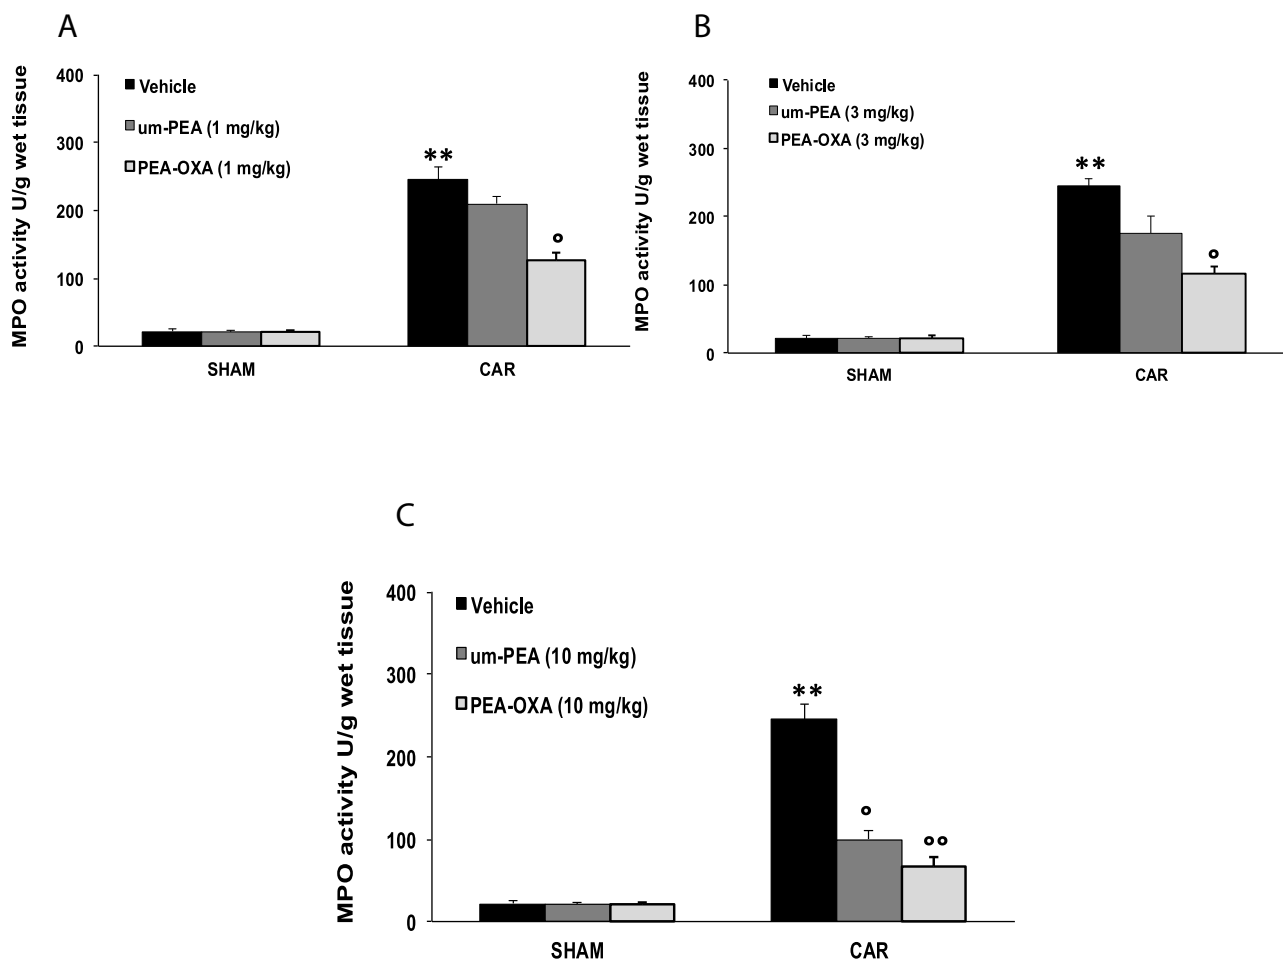 A
MPO activity U/g wet tissue
400
300
200
100
0
Vehicle
um-PEA (1 mg/kg)
PEA-OXA (1 mg/kg)
**
°
SHAM
CAR
B
MPO activity U/g wet tissue
400
300
200
100
0
Vehicle
um-PEA (3 mg/kg)
PEA-OXA (3 mg/kg)
**
°
SHAM
CAR
C
MPO activity U/g wet tissue
400
300
200
100
0
Vehicle
um-PEA (10 mg/kg)
PEA-OXA (10 mg/kg)
**
°
°°
SHAM
CAR